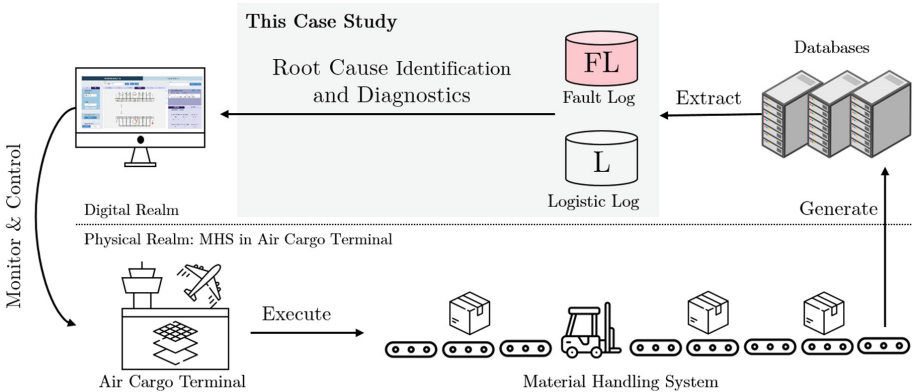 This Case Study
Root Cause Identification
and Diagnostics
FL
Fault Log
L
Logistic Log
Databases
Extract
Generate
Monitor & Control
Digital Realm
Physical Realm: MHS in Air Cargo Terminal
Execute
Air Cargo Terminal
Material Handling System